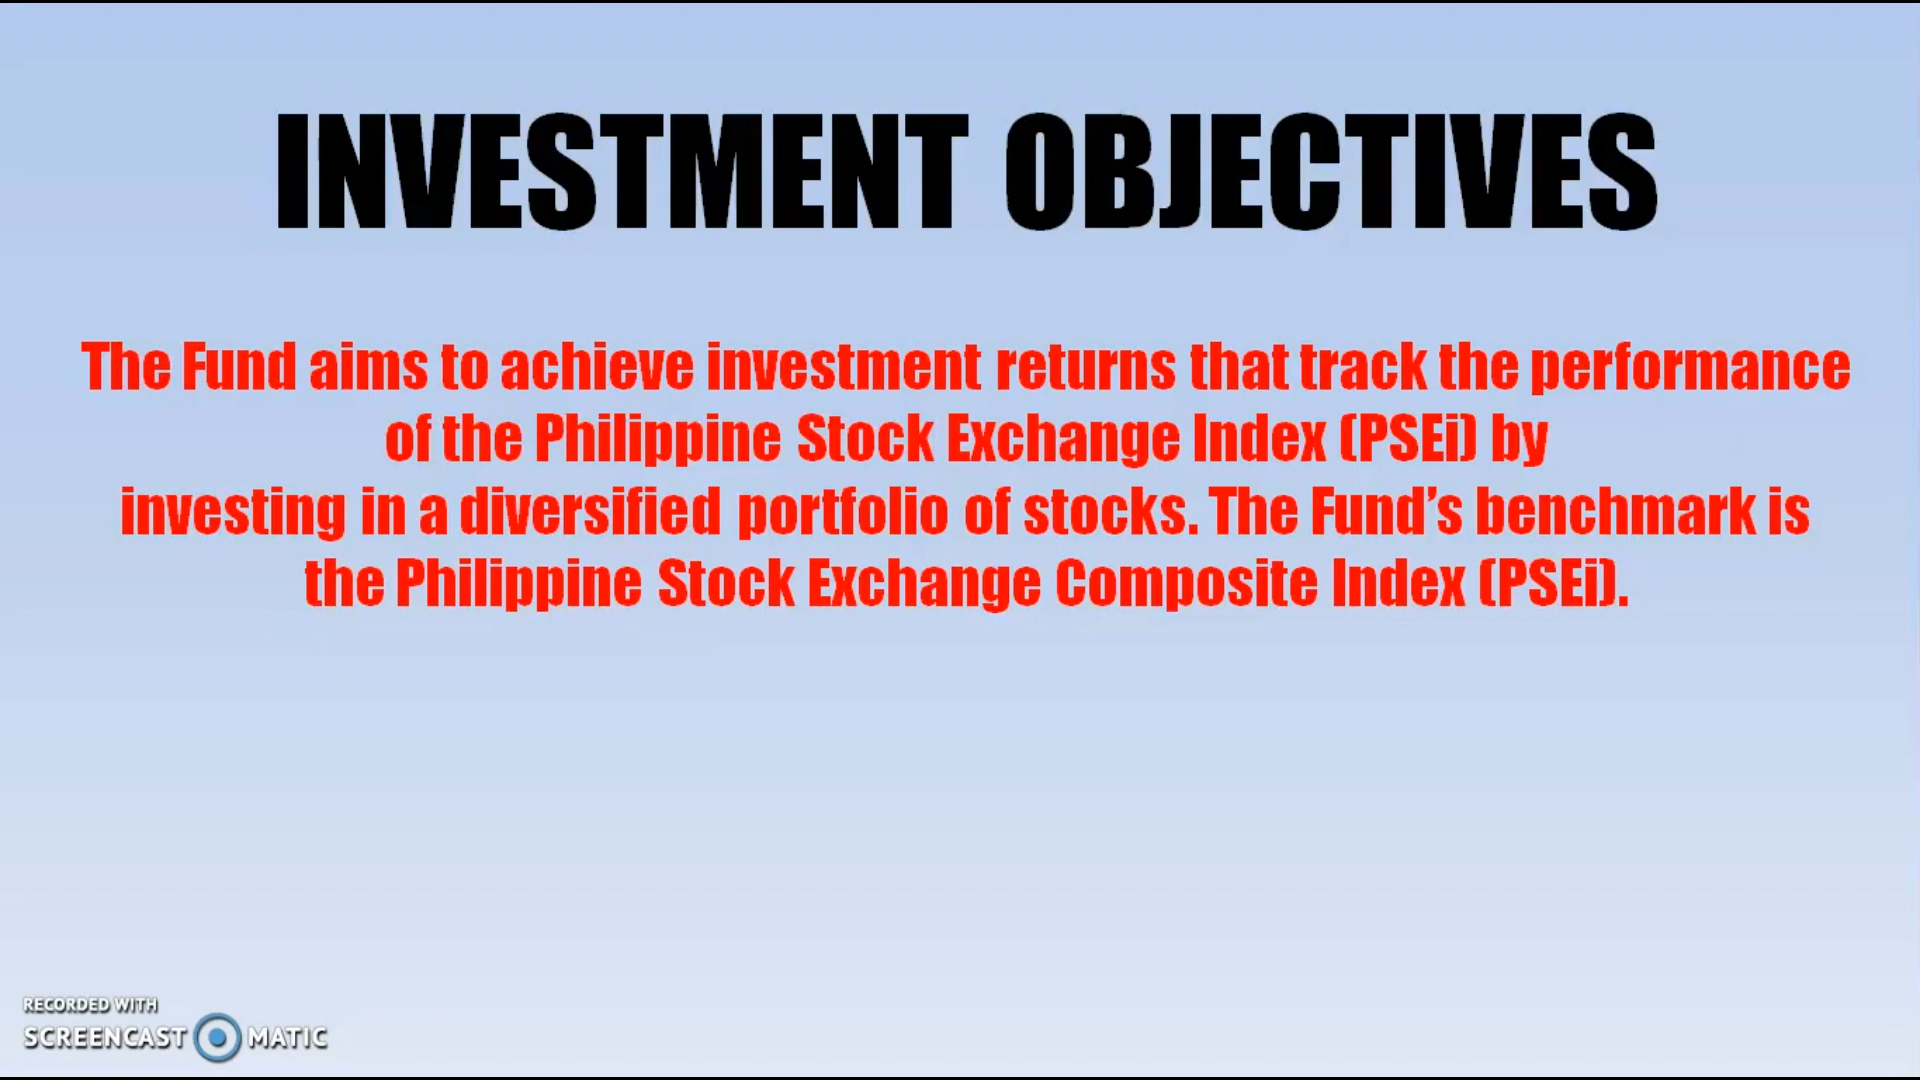 INVESTMENT OBJECTIVES
The Fund aims to achieve investment returns that track the performance
of the Philippine Stock Exchange Index (PSEi) by
investing in a diversified portfolio of stocks. The Fund’s benchmark is
the Philippine Stock Exchange Composite Index (PSEi).
RECORDED WITH
SCREENCAST MATIC